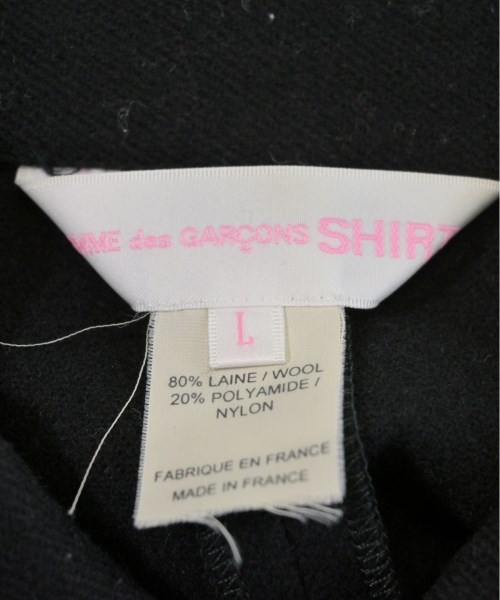 MME des GARÇONS SHIRT
L
80% LAINE / WOOL
20% POLYAMIDE /
NYLON
FABRIQUE EN FRANCE
MADE IN FRANCE